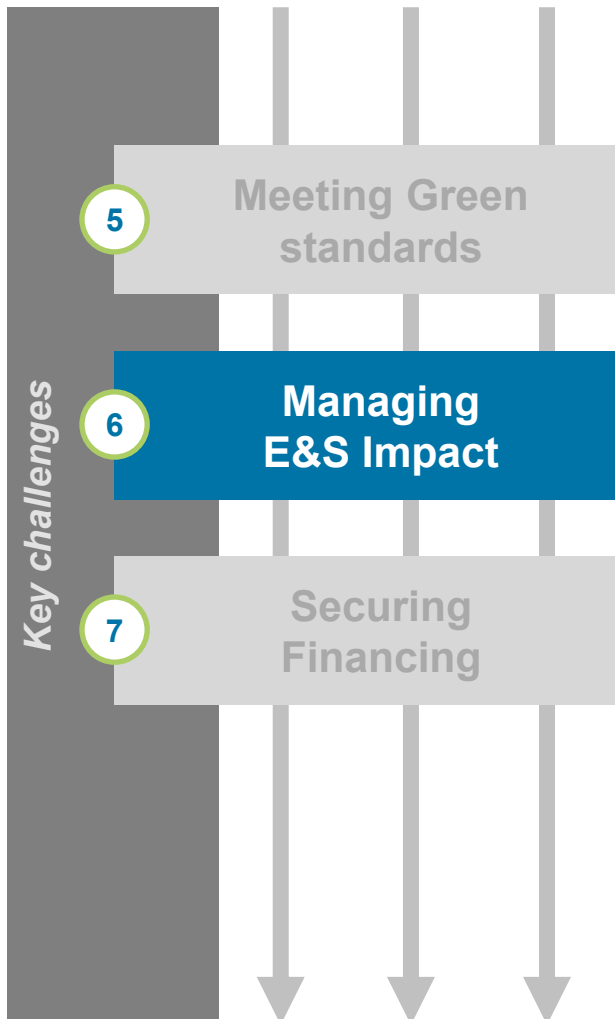 Key challenges
5
Meeting Green
standards
6
Managing
E&S Impact
7
Securing
Financing